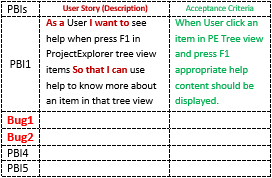 PBIs User Story (Description) Acceptance Criteria
PBI1
As a User I want to see
help when press F1 in
ProjectExplorer tree view
items So that I can use
help to know more about
an item in that tree view
When User click an
item in PE Tree view
and press F1
appropriate help
content should be
displayed.
Bug1
Bug2
PBI4
PBI5